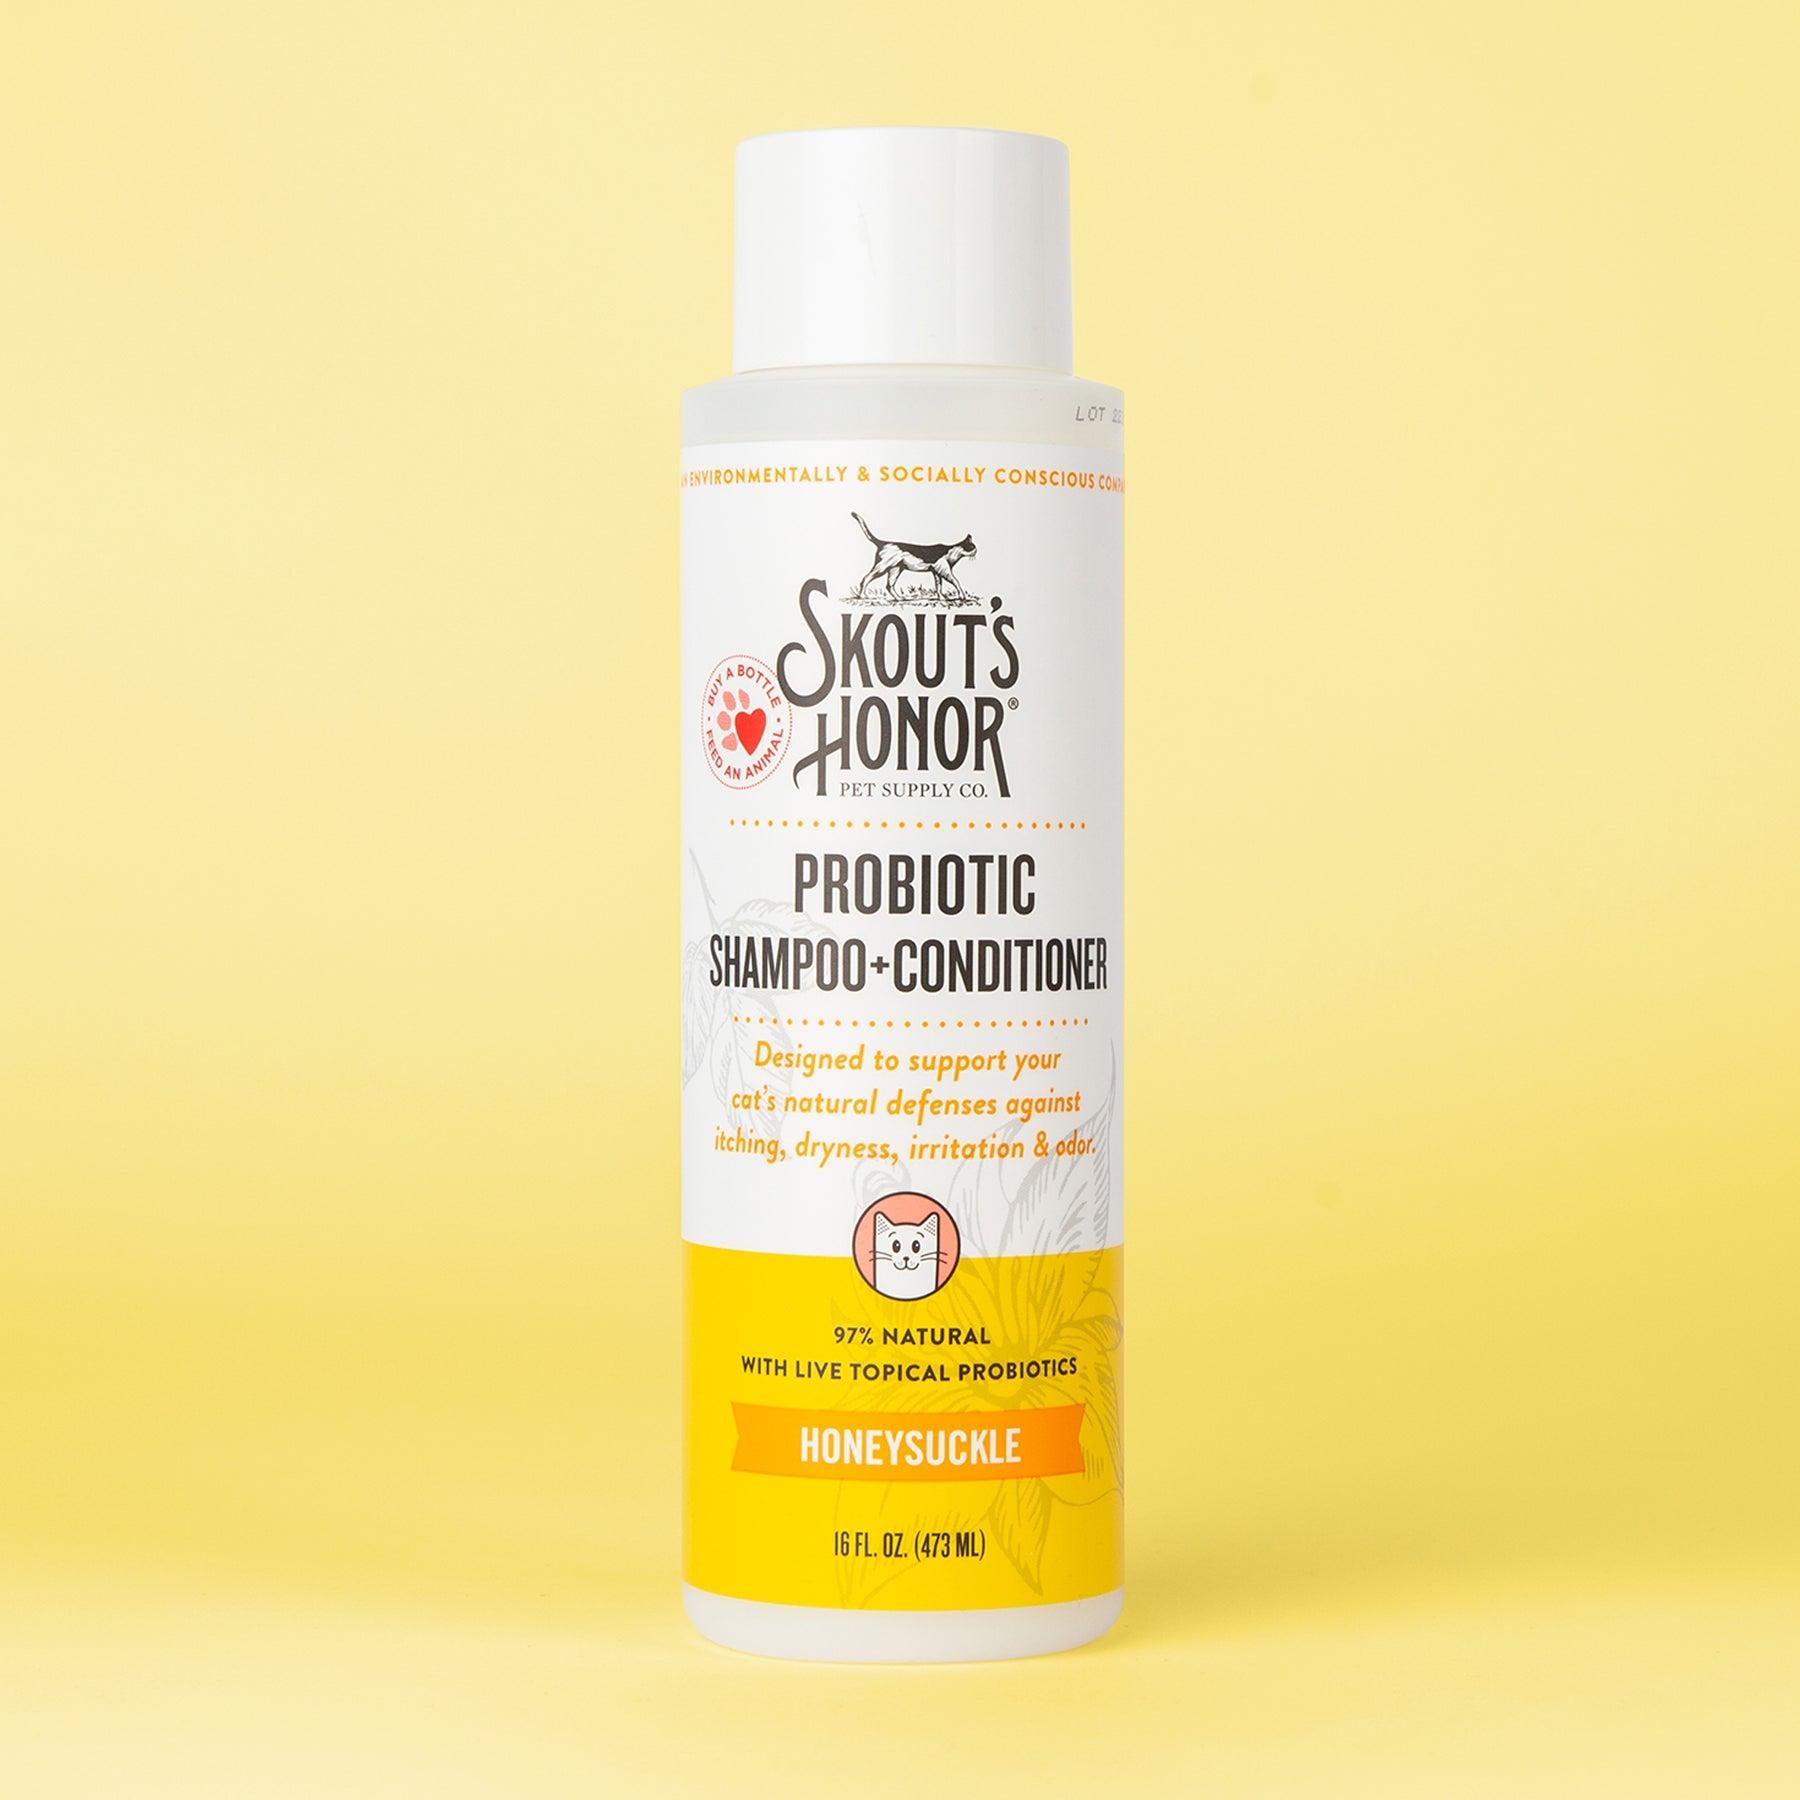 LOT
ENVIRONMENTALLY & SOCIALLY CONSCIOUS
SKOUT'S
HONOR®
PET SUPPLY CO.
BUY A BOTTLE
FEED AN ANIMAL
PROBIOTIC
SHAMPOO+CONDITIONER
Designed to support your
cat's natural defenses against
itching, dryness, irritation & odor.
97% NATURAL
WITH LIVE TOPICAL PROBIOTICS
HONEYSUCKLE
16 FL. OZ. (473 ML)